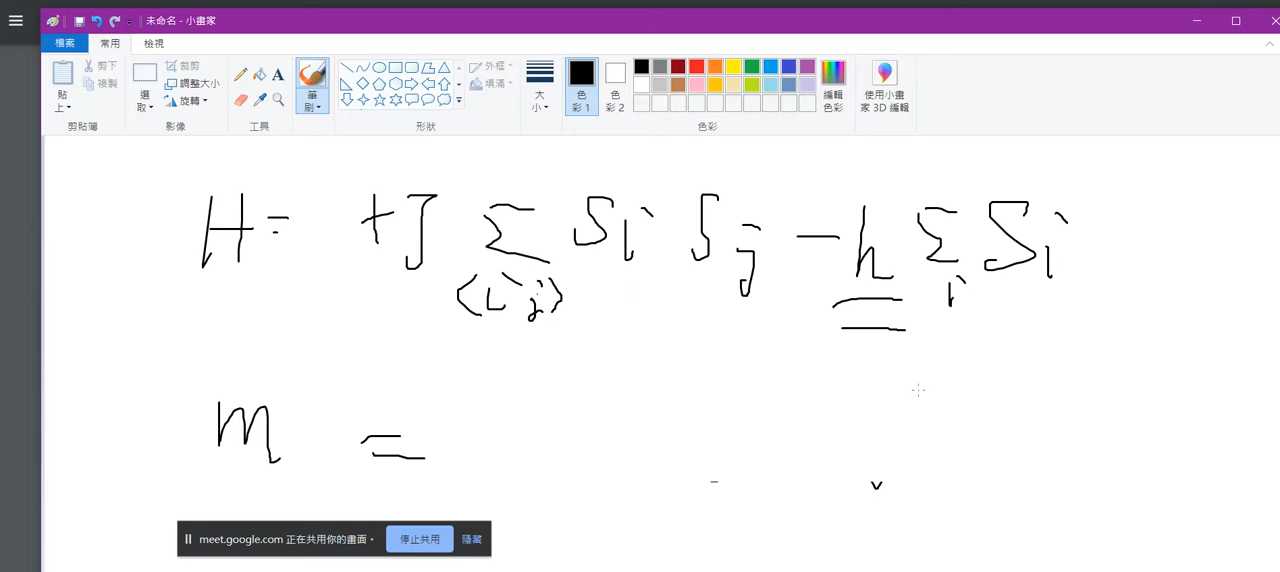 未命名 - 小畫家
檔案 常用 檢視
貼上 剪下 複製 剪貼簿
選取 裁剪 調整大小 旋轉 影像
A 工具
筆刷
外框 填滿 形狀
大小
色彩 1 色彩 2 編輯色彩 色彩
使用小畫家 3D 編輯
H = +J Σ Si Sj - h Σ Si
⟨i j⟩ i
m =
- v
meet.google.com 正在共用你的畫面。 停止共用 隱藏